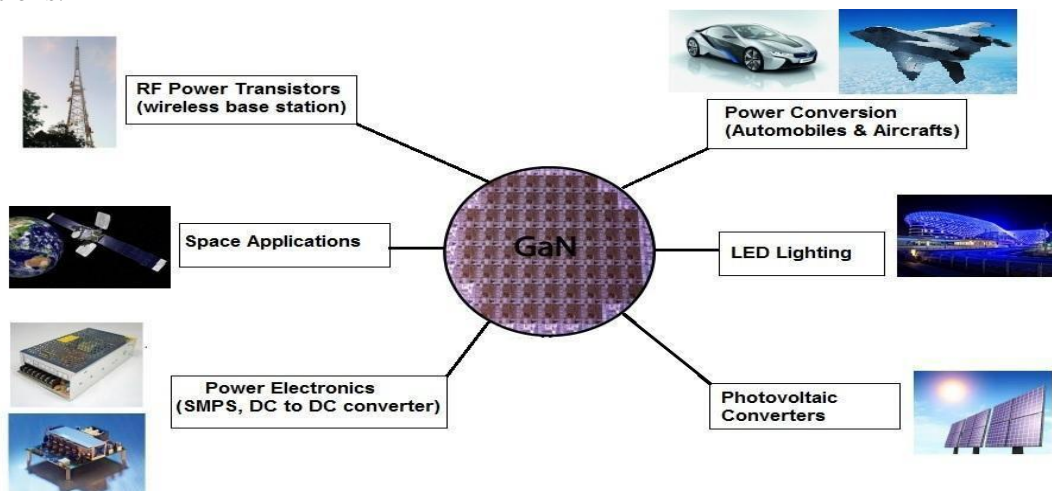 RF Power Transistors
(wireless base station)
Power Conversion
(Automobiles & Aircrafts)
Space Applications
GaN
LED Lighting
Power Electronics
(SMPS, DC to DC converter)
Photovoltaic
Converters